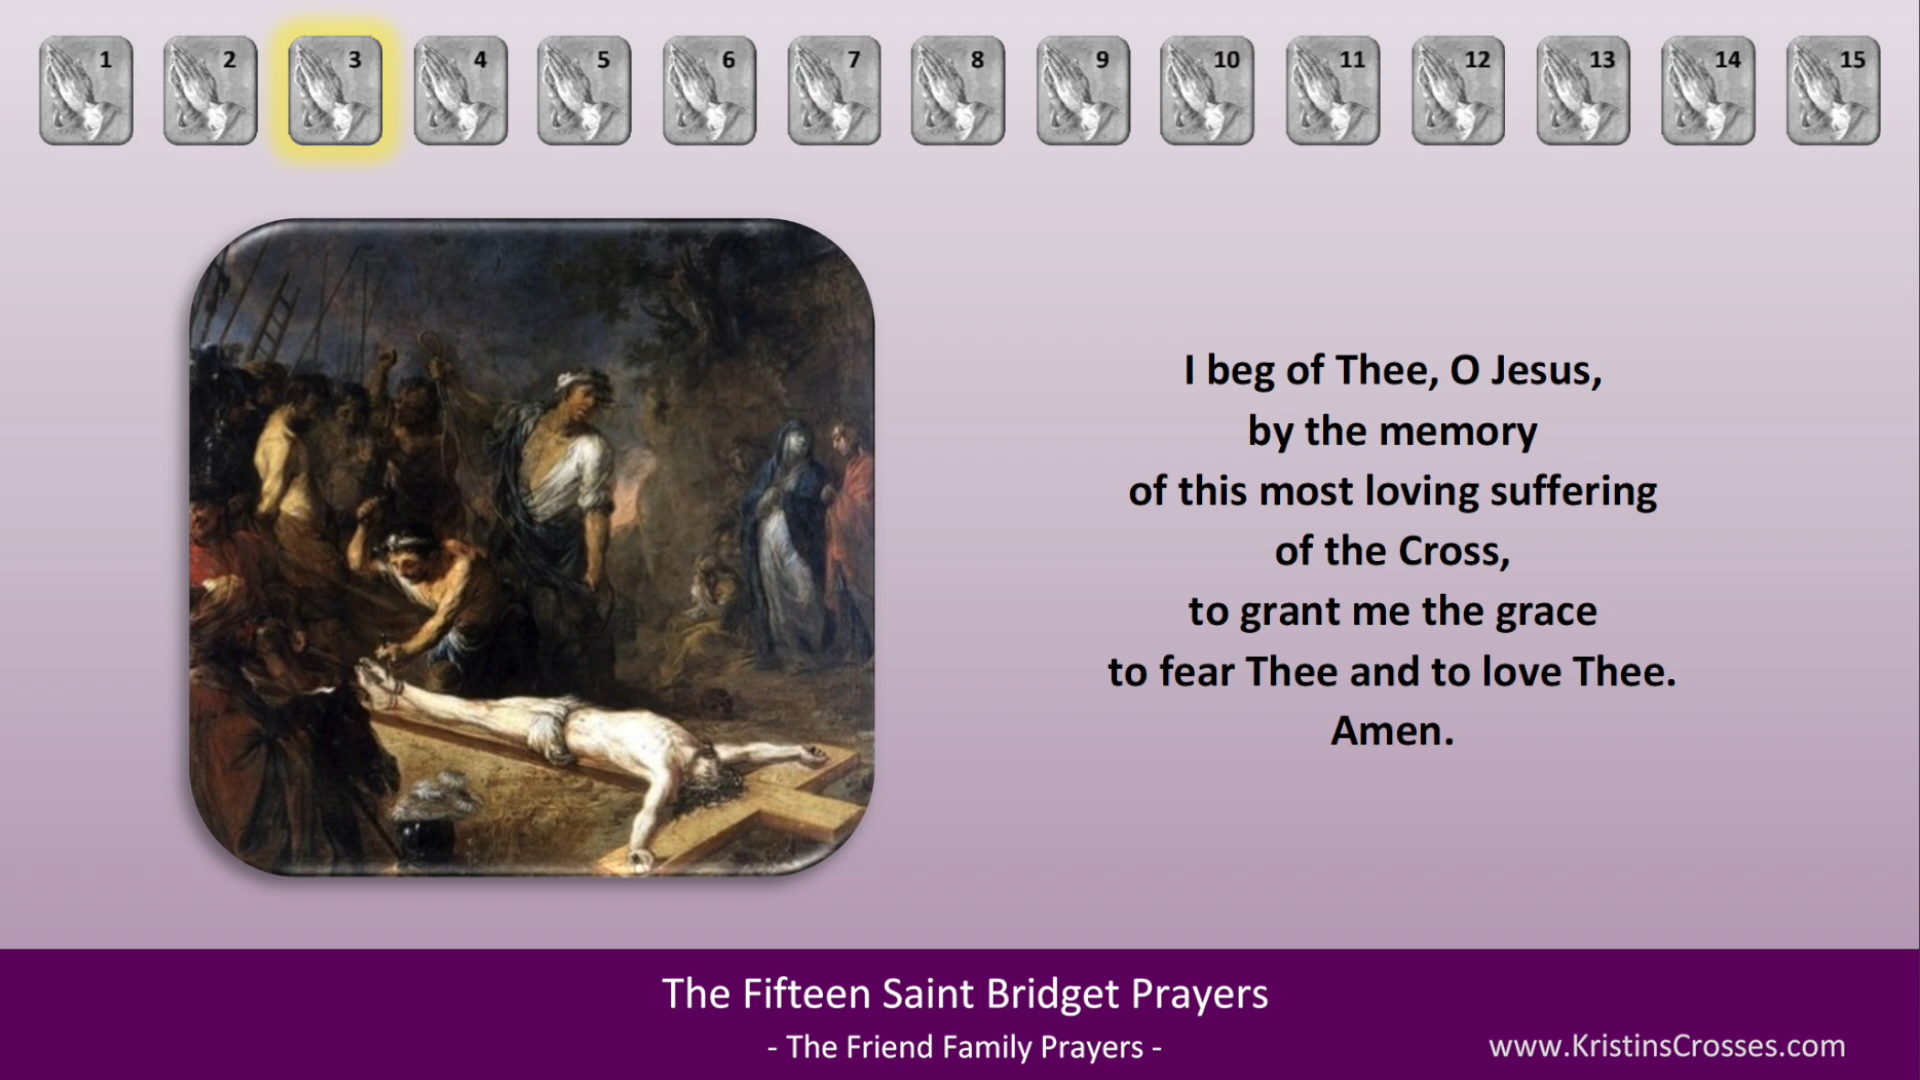 1 2 3 4 5 6 7 8 9 10 11 12 13 14 15
I beg of Thee, O Jesus,
by the memory
of this most loving suffering
of the Cross,
to grant me the grace
to fear Thee and to love Thee.
Amen.
The Fifteen Saint Bridget Prayers
- The Friend Family Prayers -
www.KristinsCrosses.com